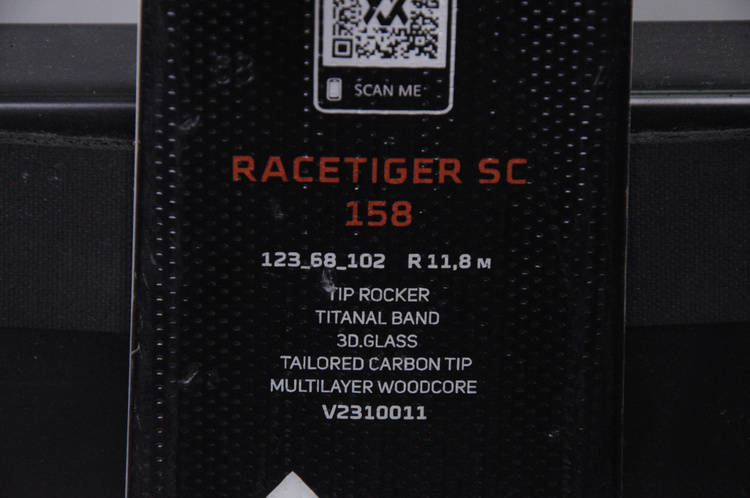 SCAN ME
RACETIGER SC
158
123_68_102 R 11,8 M
TIP ROCKER
TITANAL BAND
3D.GLASS
TAILORED CARBON TIP
MULTILAYER WOODCORE
V2310011